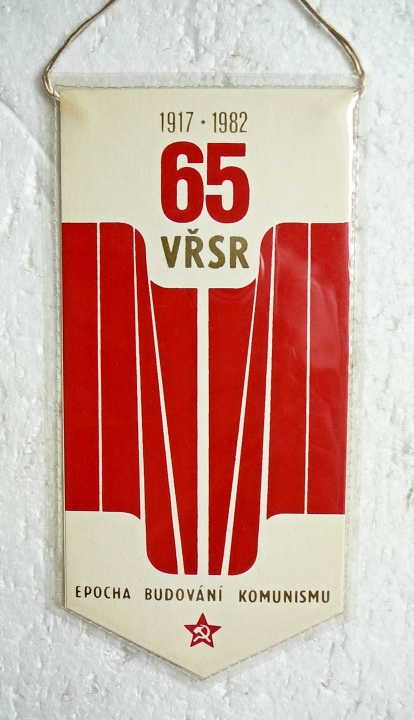 1917 • 1982
65
VŘSR
EPOCHA BUDOVÁNÍ KOMUNISMU